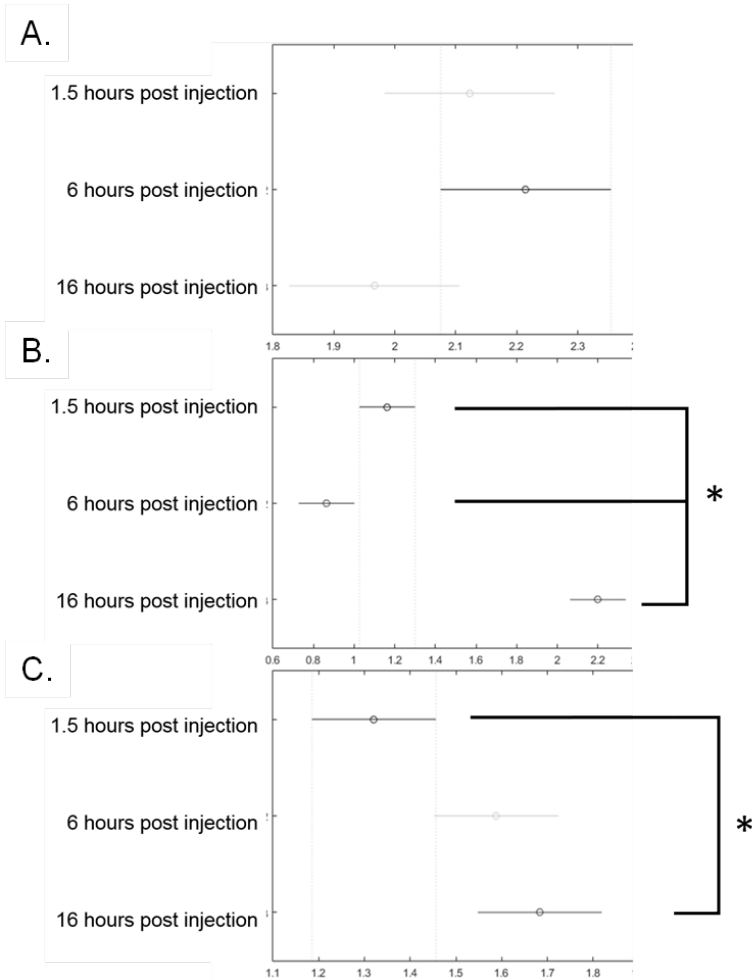 A.
1.5 hours post injection
6 hours post injection
16 hours post injection
1.8 1.9 2 2.1 2.2 2.3
B.
1.5 hours post injection
6 hours post injection
*
16 hours post injection
0.6 0.8 1 1.2 1.4 1.6 1.8 2 2.2
C.
1.5 hours post injection
6 hours post injection
*
16 hours post injection
1.1 1.2 1.3 1.4 1.5 1.6 1.7 1.8